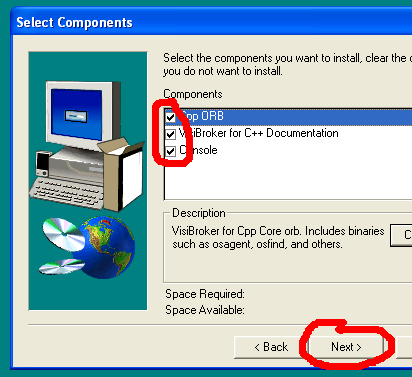 Select Components
Select the components you want to install, clear the c
you do not want to install.
Components
Cpp ORB
VisiBroker for C++ Documentation
Console
Description
VisiBroker for Cpp Core orb. Includes binaries
such as osagent, osfind, and others.
C
Space Required:
Space Available:
< Back
Next >